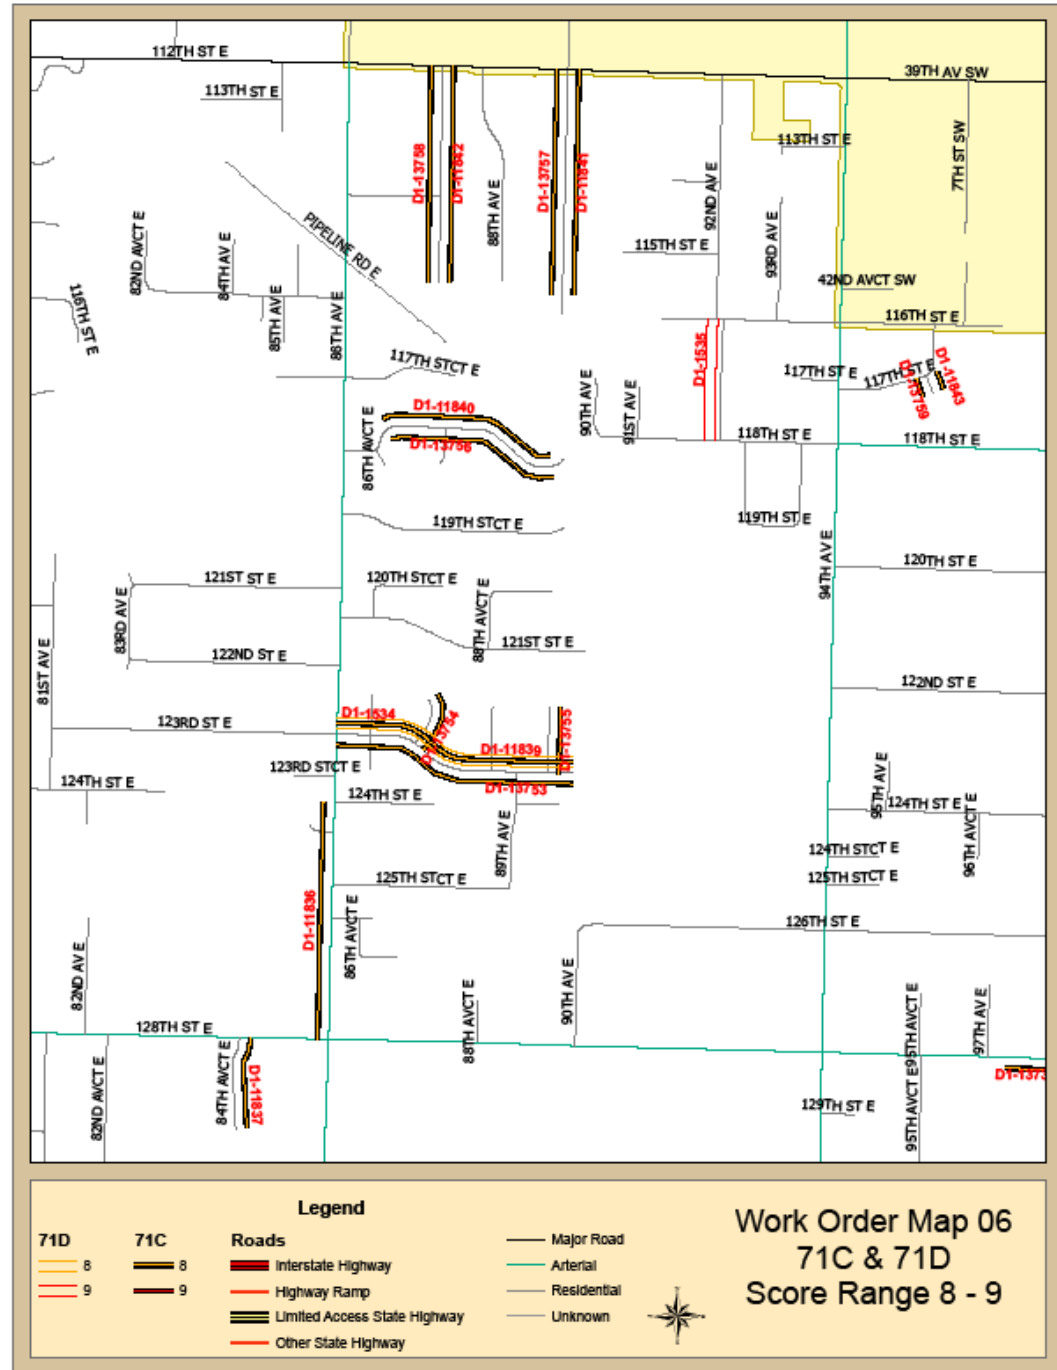 112TH ST E
39TH AV SW
113TH ST E
113TH ST E
7TH ST SW
D1-13758
D1-11842
88TH AV E
D1-13757
D1-11841
92ND AV E
93RD AV E
115TH ST E
42ND AVCT SW
116TH ST E
PIPELINE RD E
82ND AVCT E
84TH AV E
85TH AV E
86TH AV E
116TH ST E
117TH STCT E
D1-1535
117TH ST E
117TH ST E
D1-13759
D1-11843
90TH AV E
91ST AV E
118TH ST E
118TH ST E
D1-11840
D1-13756
86TH AVCT E
119TH STCT E
119TH ST E
94TH AV E
120TH ST E
121ST ST E
120TH STCT E
83RD AV E
88TH AVCT E
121ST ST E
122ND ST E
81ST AV E
122ND ST E
D1-1534
D1-13754
D1-13755
123RD ST E
D1-11839
123RD STCT E
D1-13753
124TH ST E
124TH ST E
95TH AV E
124TH ST E
89TH AV E
96TH AVCT E
124TH STCT E
125TH STCT E
125TH STCT E
D1-11836
86TH AVCT E
126TH ST E
82ND AV E
90TH AV E
88TH AVCT E
95TH AVCT E
97TH AV E
128TH ST E
82ND AVCT E
84TH AVCT E
D1-11837
95TH AVCT E
129TH ST E
D1-1373
Legend
71D
8
9
71C
8
9
Roads
Interstate Highway
Highway Ramp
Limited Access State Highway
Other State Highway
Major Road
Arterial
Residential
Unknown
Work Order Map 06
71C & 71D
Score Range 8 - 9